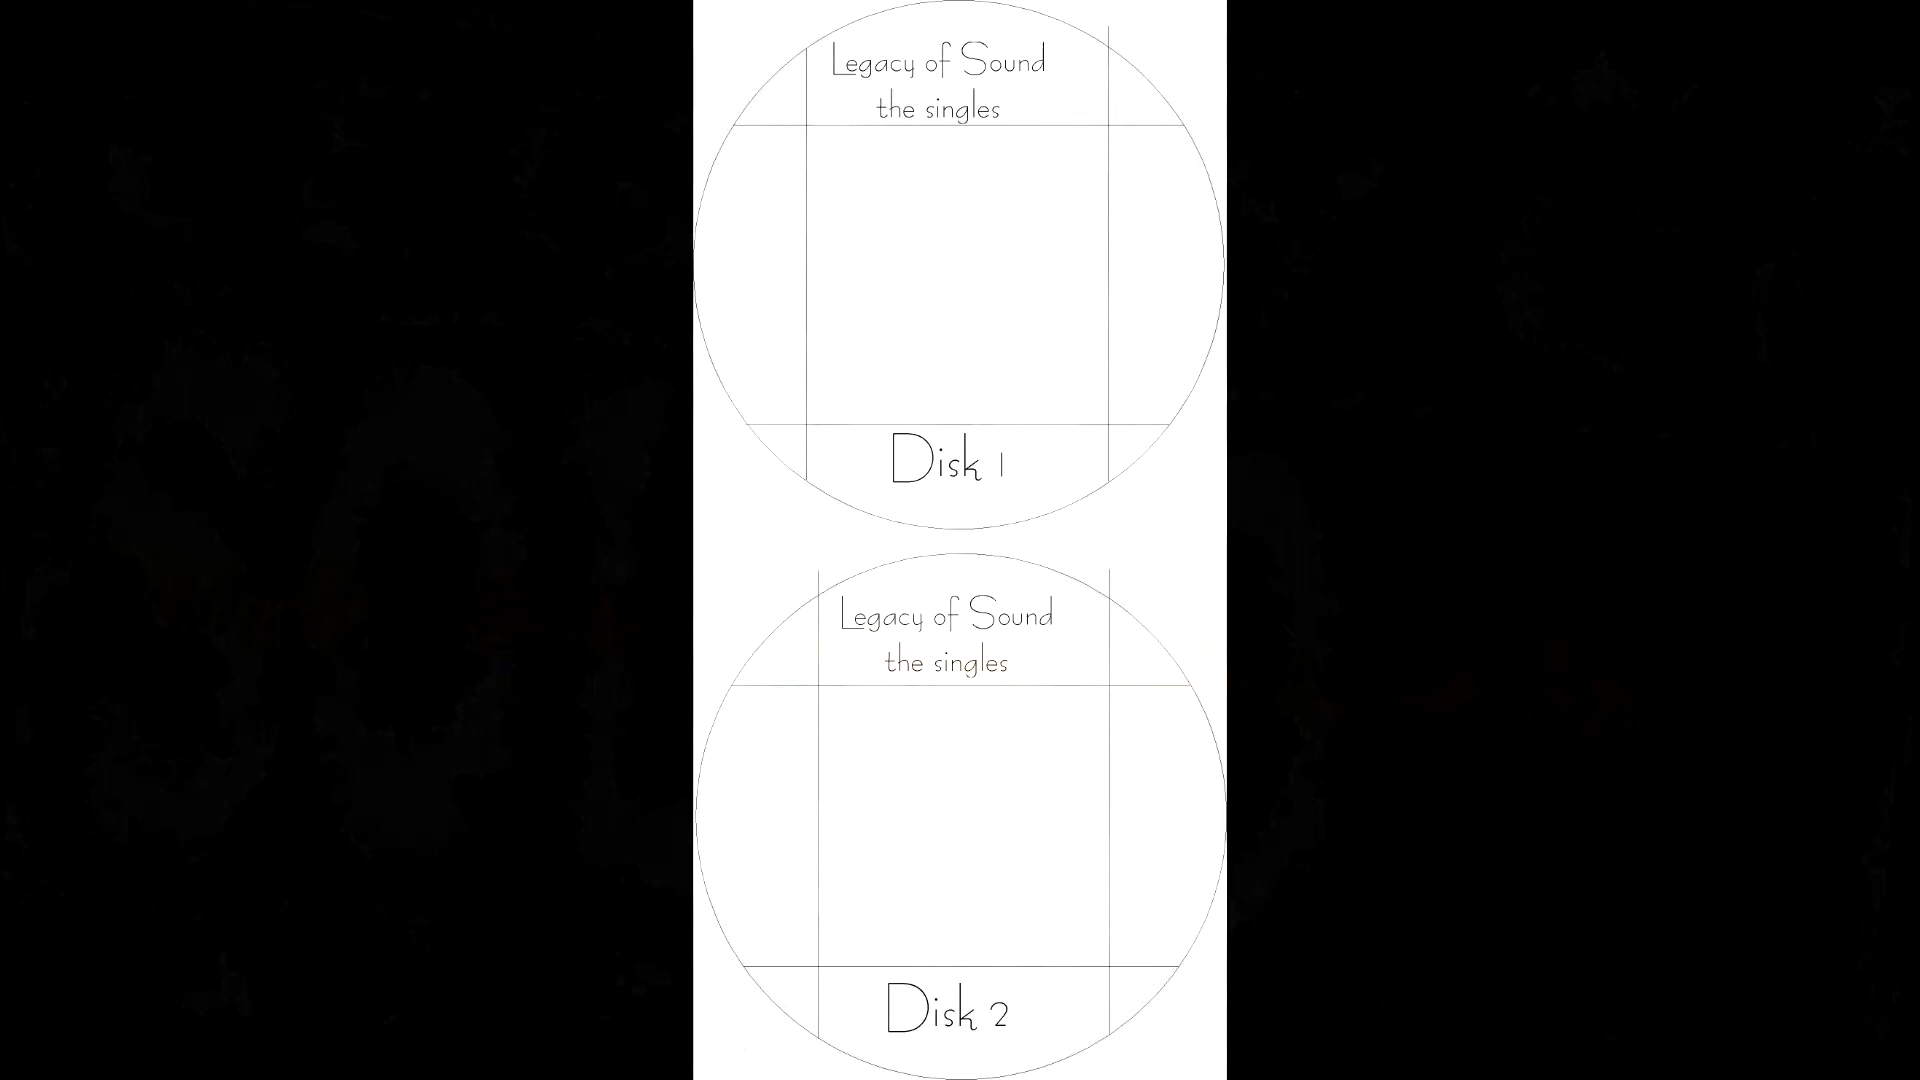 Legacy of Sound
the singles
Disk 1
Legacy of Sound
the singles
Disk 2